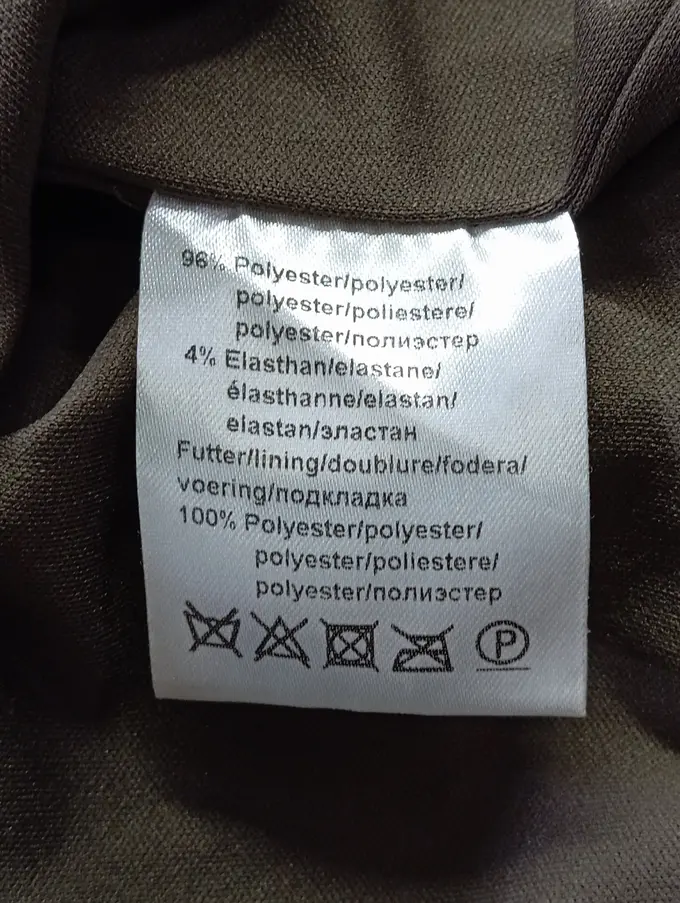 96% Polyester/polyester/
polyester/poliestere/
polyester/полиэстер
4% Elasthan/elastane/
élasthanne/elastan/
elastan/эластан
Futter/lining/doublure/fodera/
voering/подкладка
100% Polyester/polyester/
polyester/poliestere/
polyester/полиэстер
P